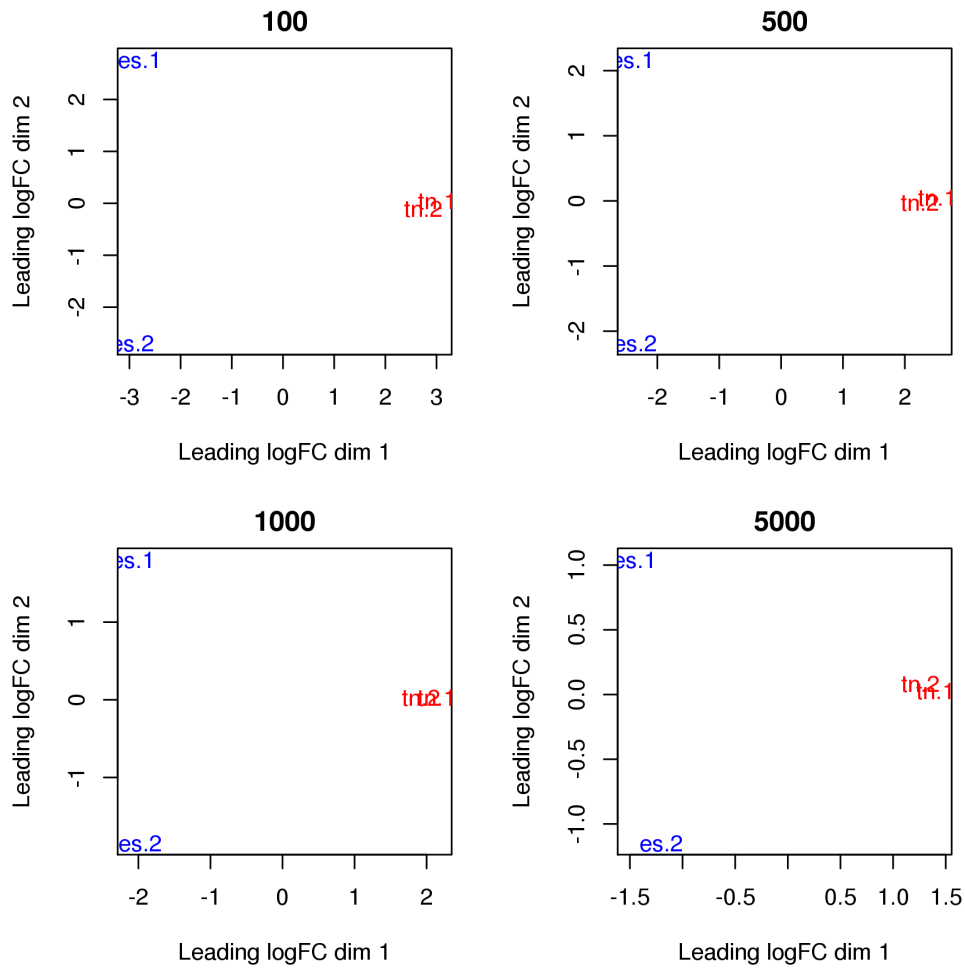 100
Leading logFC dim 2
2
1
0
-1
-2
es.1
tn.1
tn.2
es.2
-3 -2 -1 0 1 2 3
Leading logFC dim 1
500
Leading logFC dim 2
2
1
0
-1
-2
es.1
tn.1
tn.2
es.2
-2 -1 0 1 2
Leading logFC dim 1
1000
Leading logFC dim 2
1
0
-1
es.1
tn.2
tn.1
es.2
-2 -1 0 1 2
Leading logFC dim 1
5000
Leading logFC dim 2
1.0
0.5
0.0
-0.5
-1.0
es.1
tn.2
tn.1
es.2
-1.5 -0.5 0.5 1.0 1.5
Leading logFC dim 1